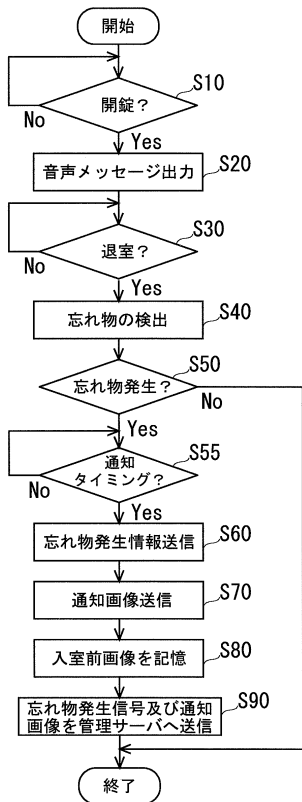 開始
S10
開錠？
No
Yes
音声メッセージ出力
S20
S30
退室？
No
Yes
忘れ物の検出
S40
S50
忘れ物発生？
No
Yes
S55
通知
タイミング？
No
Yes
S60
忘れ物発生情報送信
S70
通知画像送信
S80
入室前画像を記憶
S90
忘れ物発生信号及び通知
画像を管理サーバへ送信
終了